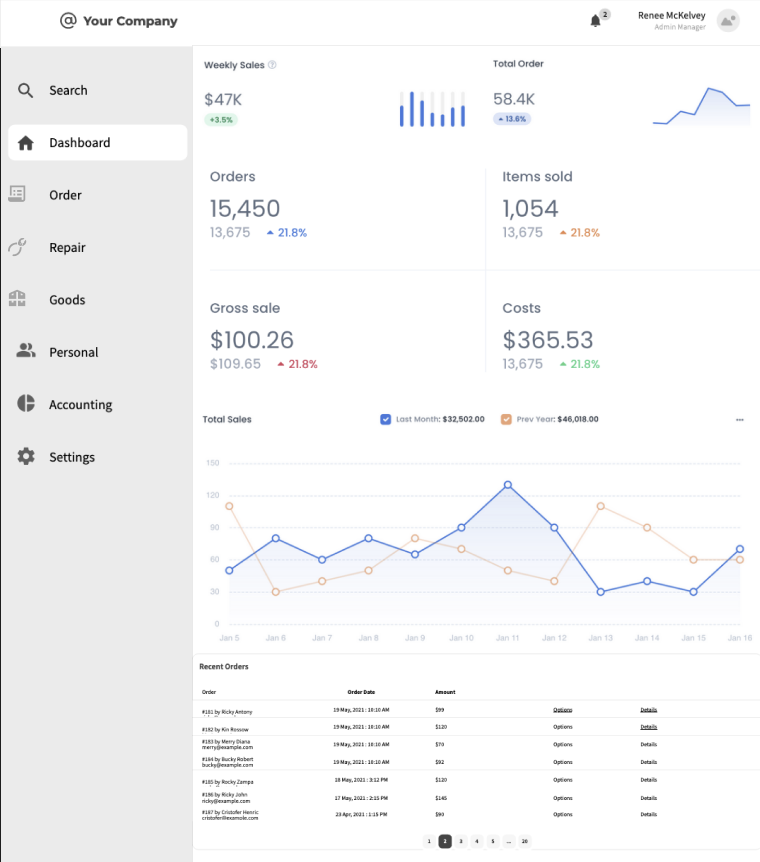 @ Your Company
2
Renee McKelvey
Admin Manager
Search
Dashboard
Order
Repair
Goods
Personal
Accounting
Settings
Weekly Sales
$47K
+3.5%
Total Order
58.4K
13.6%
Orders
15,450
13,675 21.8%
Items sold
1,054
13,675 21.8%
Gross sale
$100.26
$109.65 21.8%
Costs
$365.53
13,675 21.8%
Total Sales
Last Month: $32,502.00
Prev Year: $46,018.00
150
120
90
60
30
0
Jan 5 Jan 6 Jan 7 Jan 8 Jan 9 Jan 10 Jan 11 Jan 12 Jan 13 Jan 14 Jan 15 Jan 16
Recent Orders
Order Order Date Amount
#181 by Ricky Antony 19 May, 2021 : 10:10 AM $99 Options Details
#182 by Kin Rossow 19 May, 2021 : 10:10 AM $120 Options Details
#183 by Merry Diana 19 May, 2021 : 10:10 AM $70 Options Details
merry@example.com
#184 by Bucky Robert 19 May, 2021 : 10:10 AM $92 Options Details
bucky@example.com
#185 by Rocky Zampa 18 May, 2021 : 3:12 PM $120 Options Details
#186 by Ricky John 17 May, 2021 : 2:15 PM $145 Options Details
ricky@example.com
#187 by Cristofer Henric 23 Apr, 2021 : 1:15 PM $90 Options Details
cristofer@example.com
1 2 3 4 5 ... 20